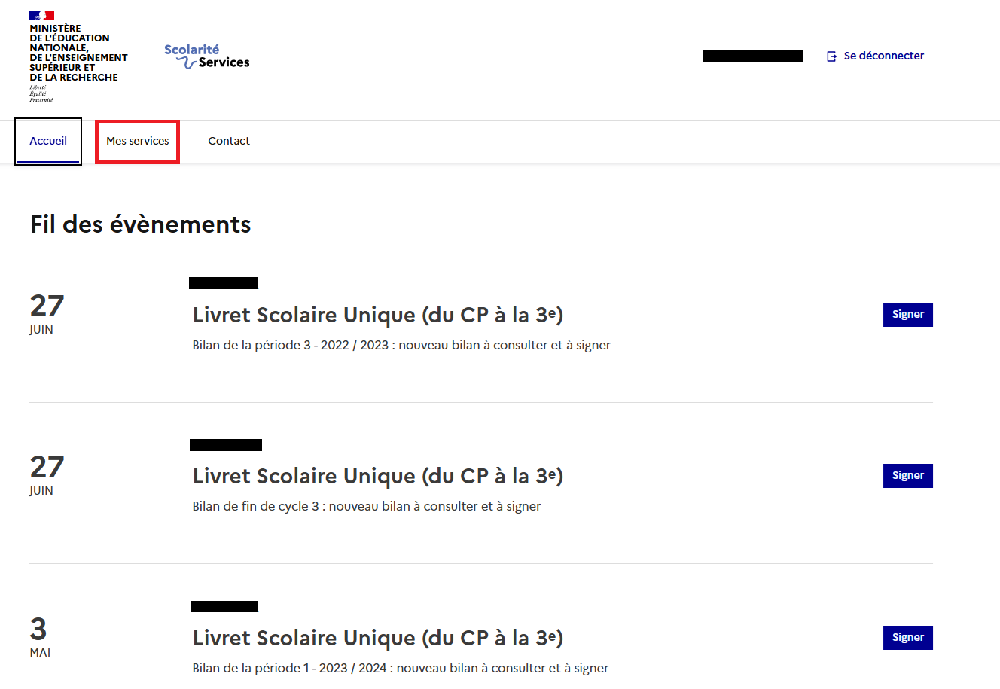 MINISTÈRE
DE L'ÉDUCATION
NATIONALE,
DE L'ENSEIGNEMENT
SUPÉRIEUR ET
DE LA RECHERCHE
Liberté
Égalité
Fraternité
Scolarité
Services
Se déconnecter
Accueil
Mes services
Contact
Fil des évènements
27
JUIN
Livret Scolaire Unique (du CP à la 3ᵉ)
Bilan de la période 3 - 2022 / 2023 : nouveau bilan à consulter et à signer
Signer
27
JUIN
Livret Scolaire Unique (du CP à la 3ᵉ)
Bilan de fin de cycle 3 : nouveau bilan à consulter et à signer
Signer
3
MAI
Livret Scolaire Unique (du CP à la 3ᵉ)
Bilan de la période 1 - 2023 / 2024 : nouveau bilan à consulter et à signer
Signer